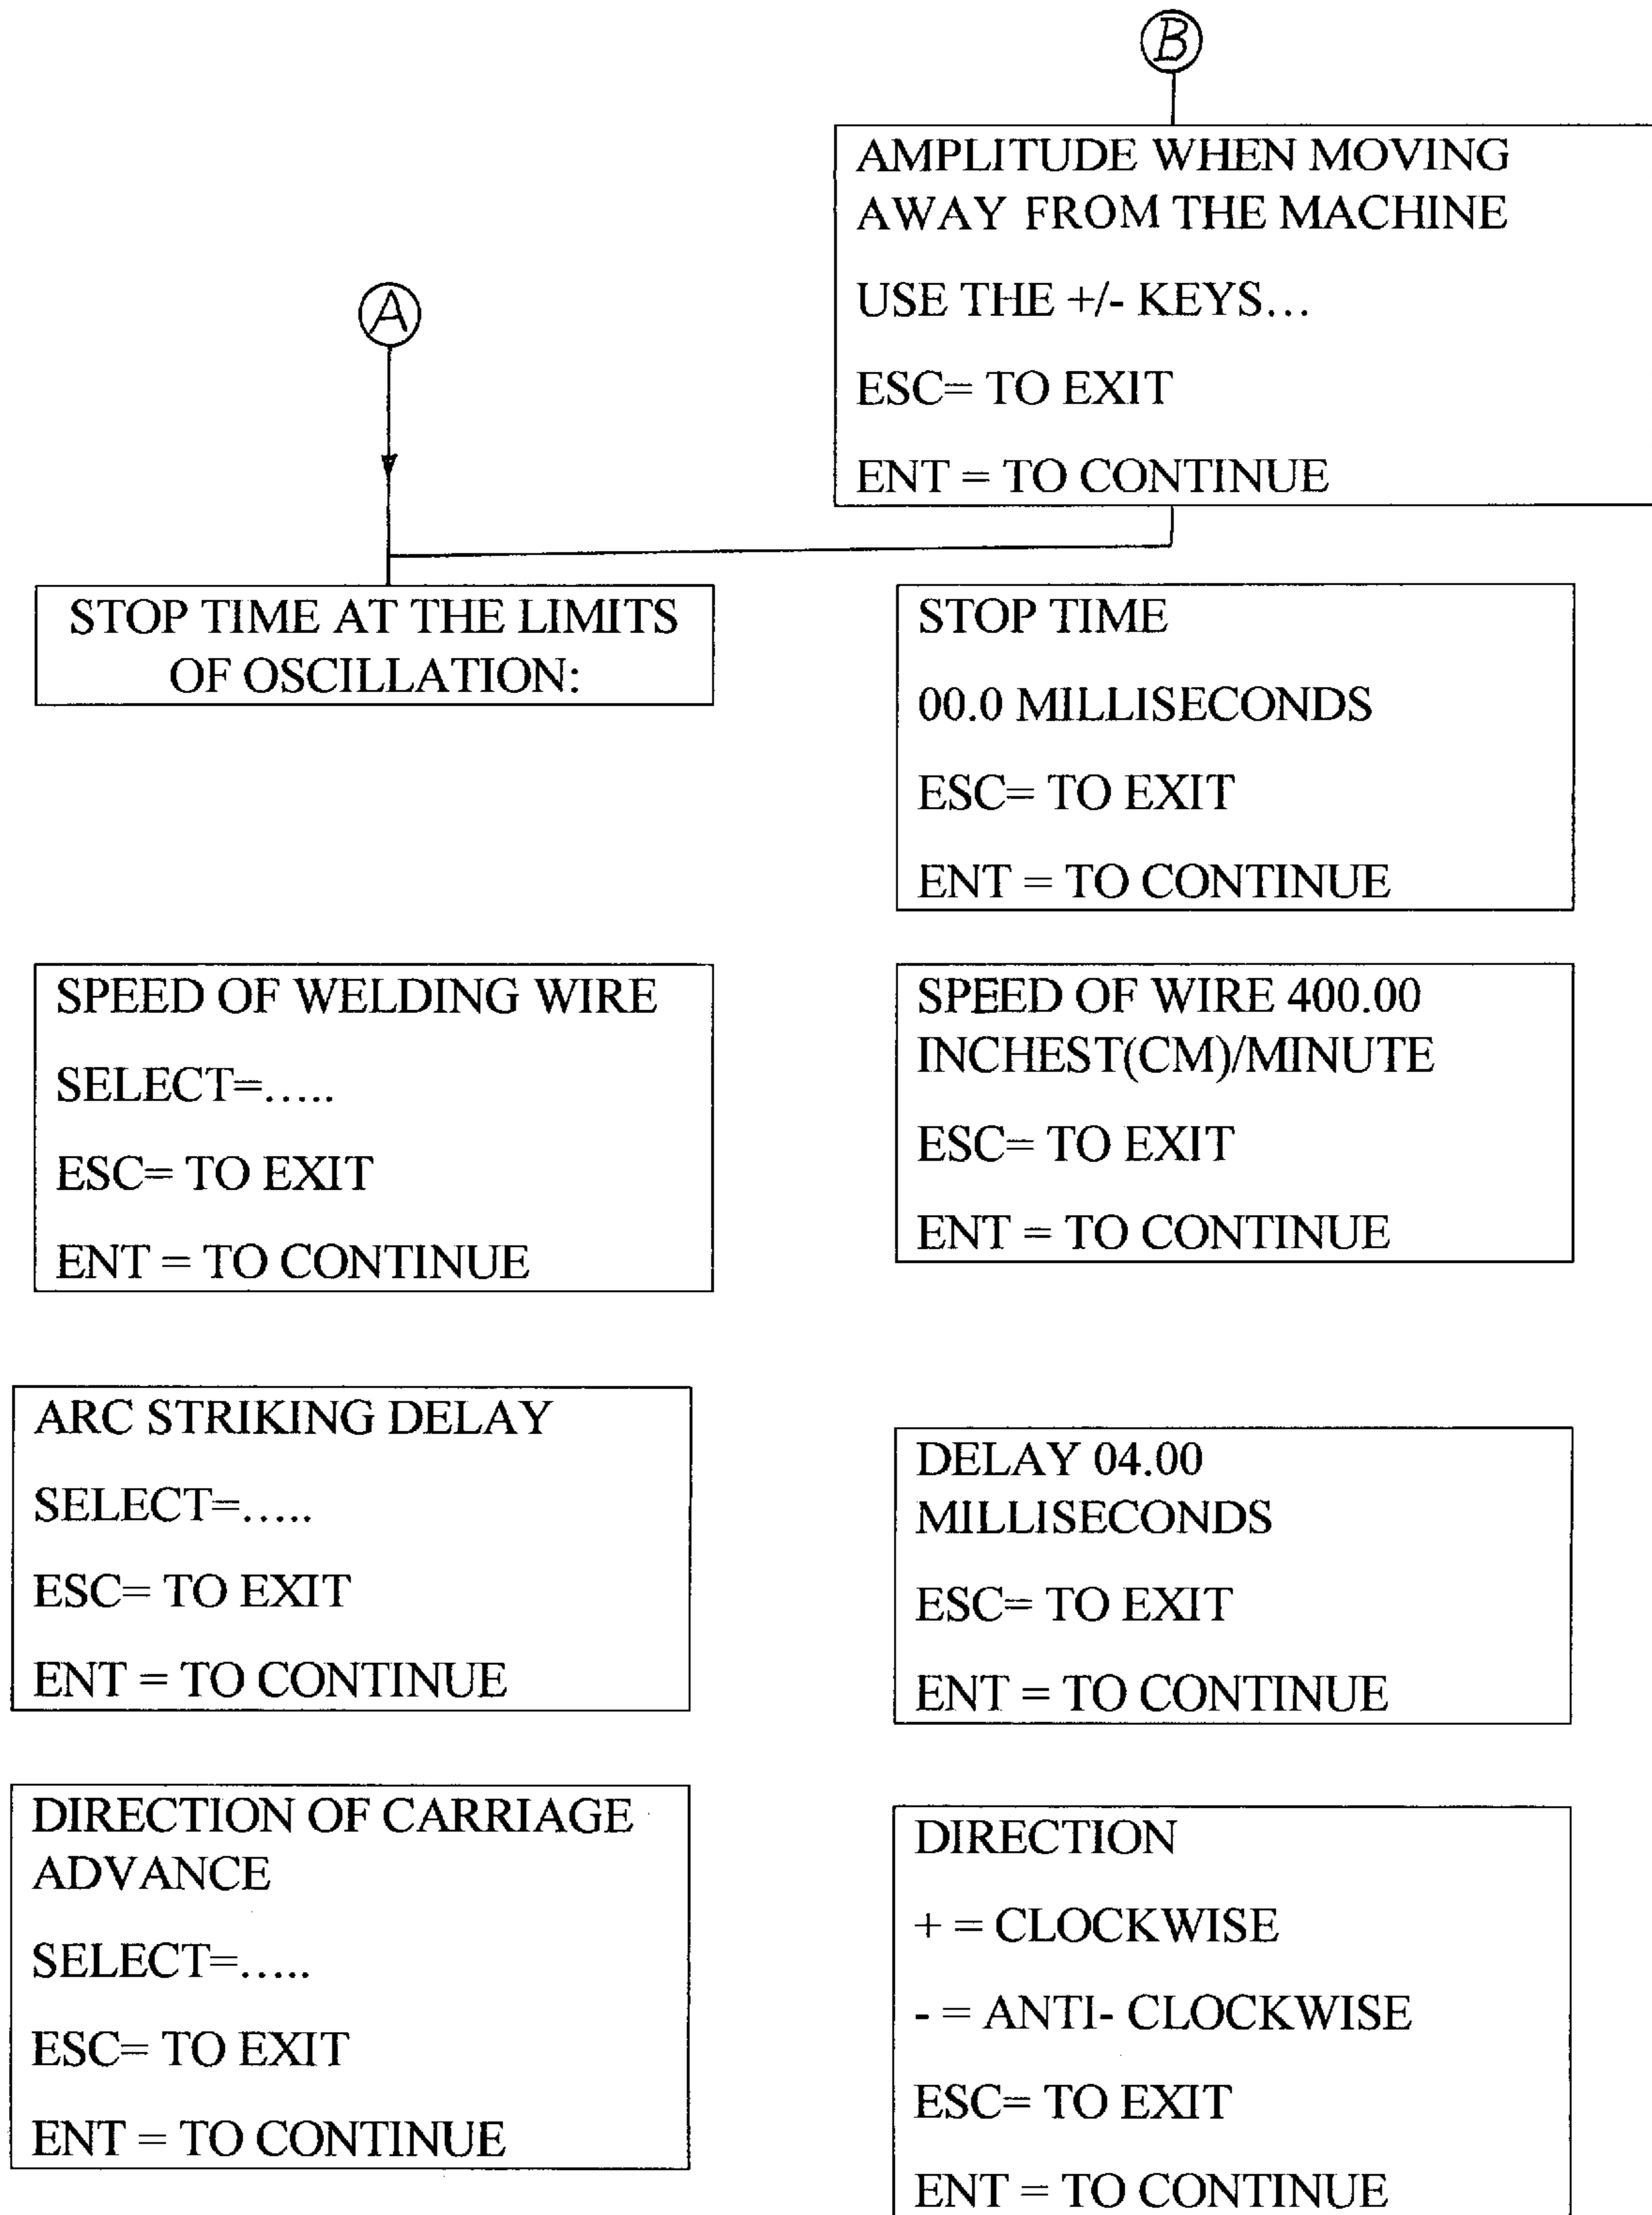 B
AMPLITUDE WHEN MOVING
AWAY FROM THE MACHINE
USE THE +/- KEYS...
ESC= TO EXIT
ENT = TO CONTINUE
A
STOP TIME AT THE LIMITS
OF OSCILLATION:
STOP TIME
00.0 MILLISECONDS
ESC= TO EXIT
ENT = TO CONTINUE
SPEED OF WELDING WIRE
SELECT=.....
ESC= TO EXIT
ENT = TO CONTINUE
SPEED OF WIRE 400.00
INCHEST(CM)/MINUTE
ESC= TO EXIT
ENT = TO CONTINUE
ARC STRIKING DELAY
SELECT=.....
ESC= TO EXIT
ENT = TO CONTINUE
DELAY 04.00
MILLISECONDS
ESC= TO EXIT
ENT = TO CONTINUE
DIRECTION OF CARRIAGE
ADVANCE
SELECT=.....
ESC= TO EXIT
ENT = TO CONTINUE
DIRECTION
+ = CLOCKWISE
- = ANTI- CLOCKWISE
ESC= TO EXIT
ENT = TO CONTINUE